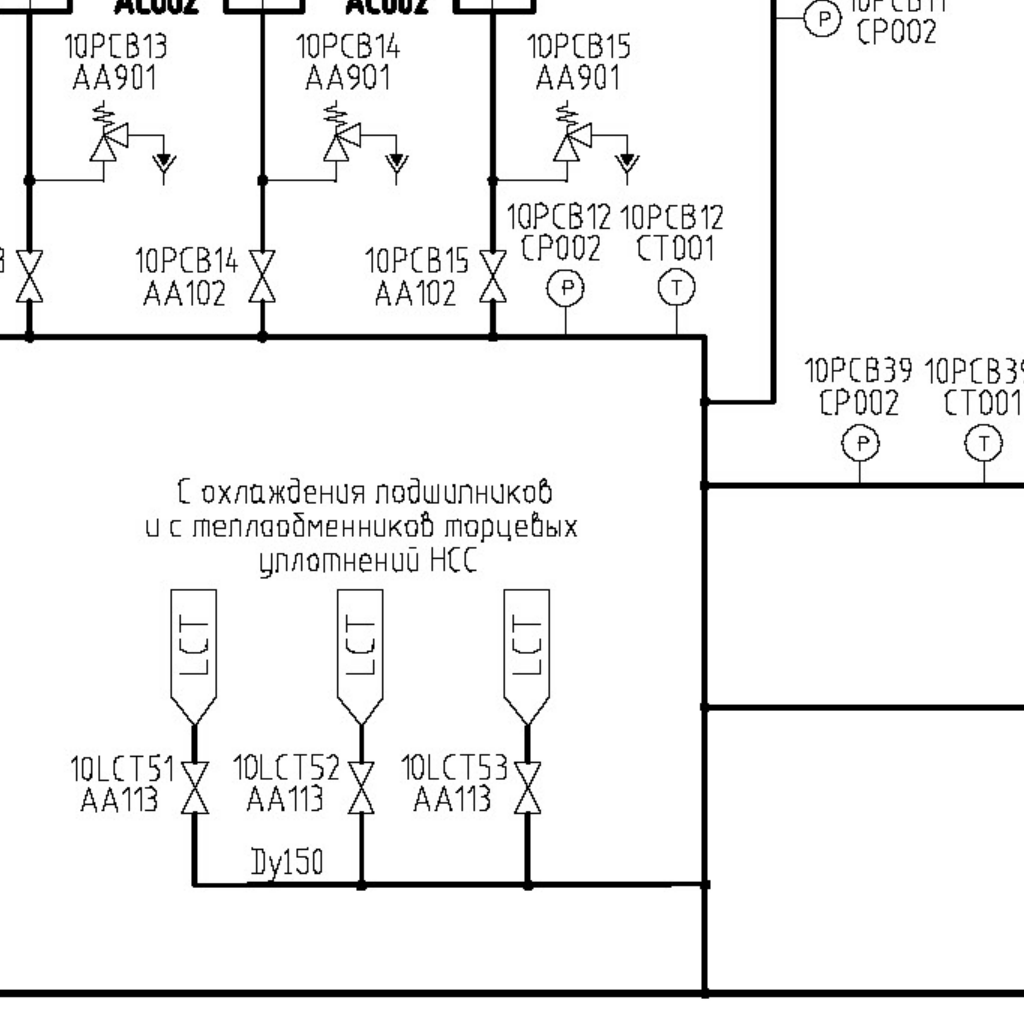 AC002
AC002
10PCB11
CP002
P
10PCB13
AA901
10PCB14
AA901
10PCB15
AA901
10PCB12
CP002
10PCB12
CT001
P
T
10PCB14
AA102
10PCB15
AA102
10PCB39
CP002
10PCB39
CT001
P
T
С охлаждения подшипников
и с теплообменников торцевых
уплотнений НСС
LCT
LCT
LCT
10LCT51
AA113
10LCT52
AA113
10LCT53
AA113
Dy150